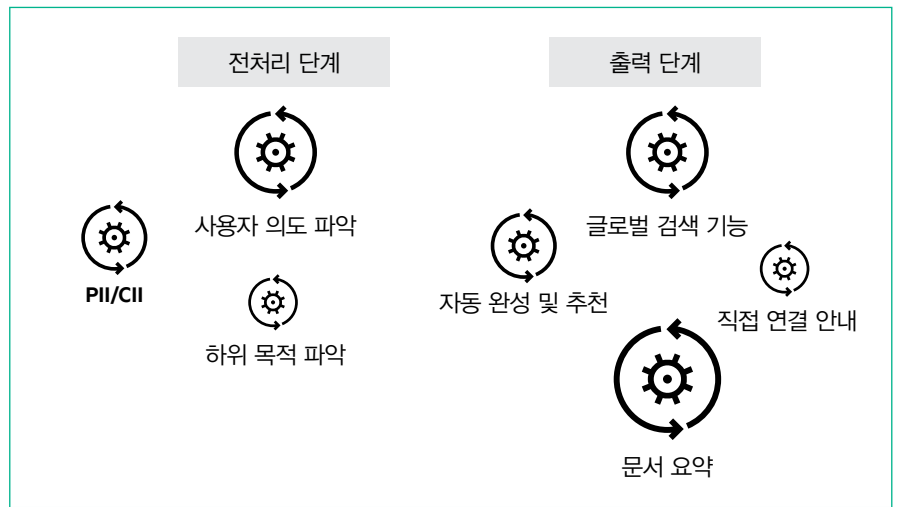 전처리 단계
출력 단계
사용자 의도 파악
글로벌 검색 기능
PII/CII
자동 완성 및 추천
직접 연결 안내
하위 목적 파악
문서 요약